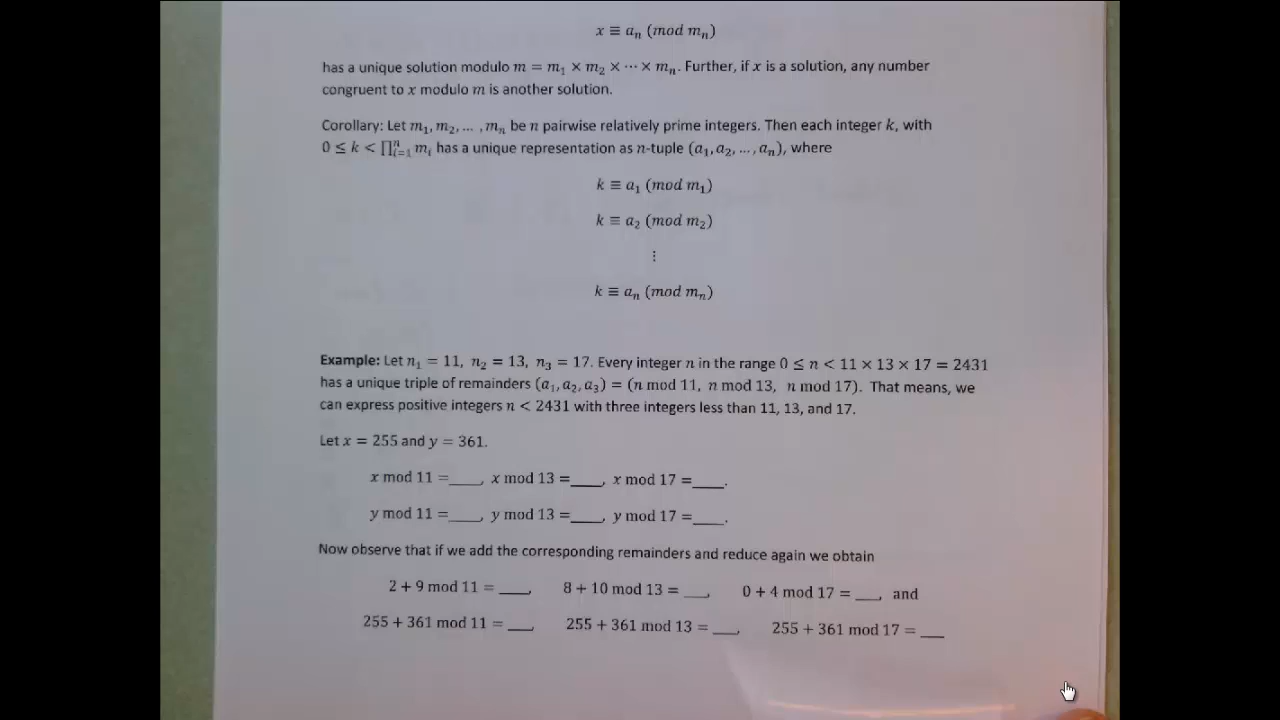 x ≡ aₙ (mod mₙ)
has a unique solution modulo m = m₁ × m₂ × ⋯ × mₙ. Further, if x is a solution, any number
congruent to x modulo m is another solution.
Corollary: Let m₁, m₂, … , mₙ be n pairwise relatively prime integers. Then each integer k, with
0 ≤ k < ∏ⁿᵢ₌₁ mᵢ has a unique representation as n-tuple (a₁, a₂, … , aₙ), where
k ≡ a₁ (mod m₁)
k ≡ a₂ (mod m₂)
⋮
k ≡ aₙ (mod mₙ)
Example: Let n₁ = 11, n₂ = 13, n₃ = 17. Every integer n in the range 0 ≤ n < 11 × 13 × 17 = 2431
has a unique triple of remainders (a₁, a₂, a₃) = (n mod 11, n mod 13, n mod 17). That means, we
can express positive integers n < 2431 with three integers less than 11, 13, and 17.
Let x = 255 and y = 361.
x mod 11 =____, x mod 13 =____, x mod 17 =____.
y mod 11 =____, y mod 13 =____, y mod 17 =____.
Now observe that if we add the corresponding remainders and reduce again we obtain
2 + 9 mod 11 = ____, 8 + 10 mod 13 = ___, 0 + 4 mod 17 = ___, and
255 + 361 mod 11 = ___, 255 + 361 mod 13 = ___, 255 + 361 mod 17 = ___